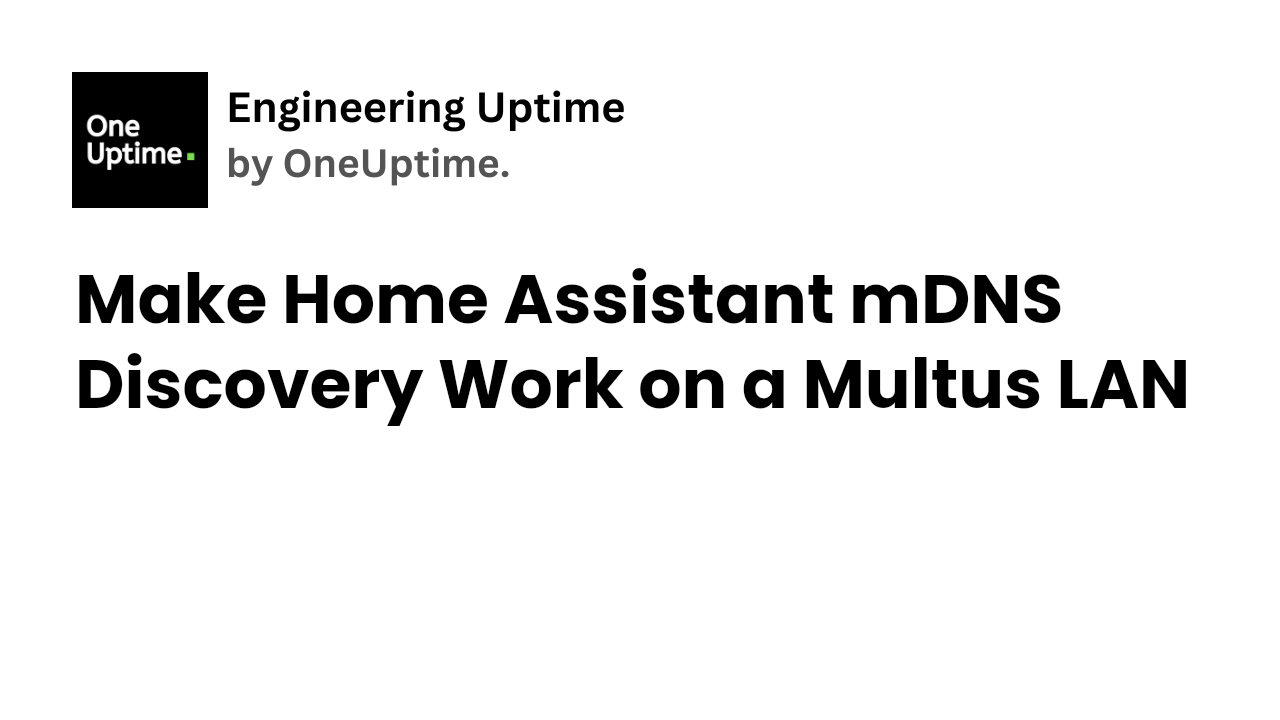 One
Uptime.
Engineering Uptime
by OneUptime.
Make Home Assistant mDNS
Discovery Work on a Multus LAN